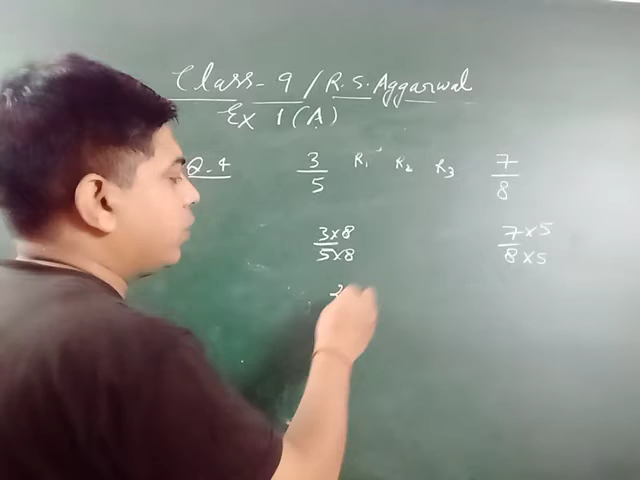 Class-9/R.S.Aggarwal
Ex 1(A)
Q-4 3/5 R₁ R₂ R₃ 7/8
3×8/5×8 7×5/8×5
2